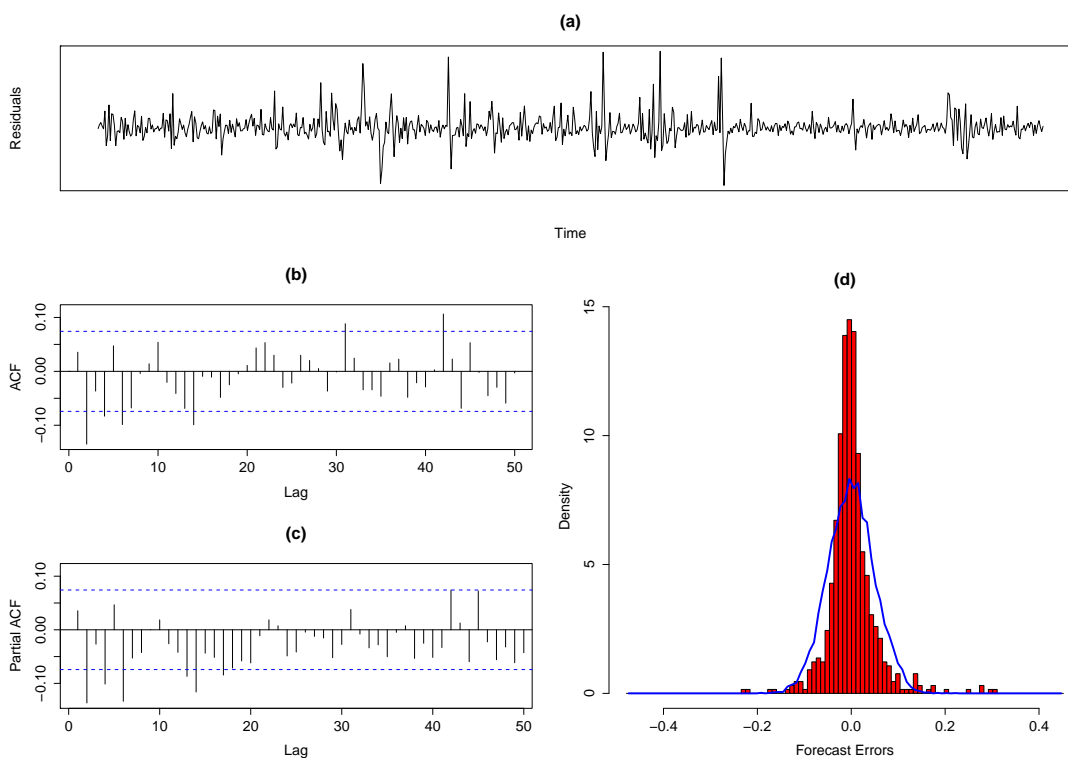 (a)
Residuals
Time
(b)
0.10
0.00
−0.10
ACF
0 10 20 30 40 50
Lag
(c)
0.10
0.00
−0.10
Partial ACF
0 10 20 30 40 50
Lag
(d)
15
10
5
0
Density
−0.4 −0.2 0.0 0.2 0.4
Forecast Errors